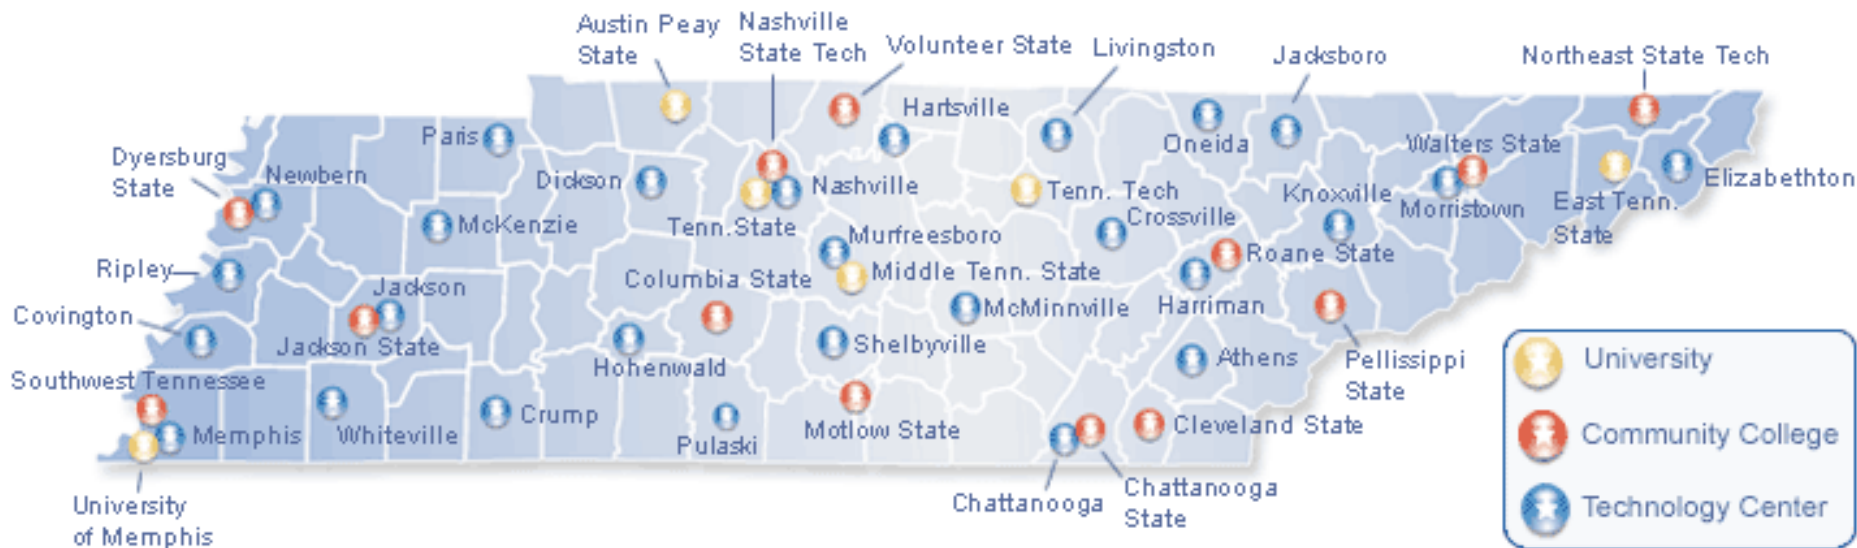 Austin Peay
State
Nashville
State Tech
Volunteer State
Livingston
Jacksboro
Northeast State Tech
Hartsville
Paris
Oneida
Walters State
Dyersburg
State
Newbern
Dickson
Nashville
Tenn. Tech
Knoxville
Morristown
East Tenn.
State
Elizabethton
McKenzie
Tenn.State
Murfreesboro
Crossville
Roane State
Ripley
Columbia State
Middle Tenn. State
Jackson
McMinnville
Harriman
Covington
Jackson State
Hohenwald
Shelbyville
Athens
Pellissippi
State
Southwest Tennessee
Memphis
Whiteville
Crump
Pulaski
Motlow State
Cleveland State
Chattanooga
Chattanooga
State
University
of Memphis
University
Community College
Technology Center